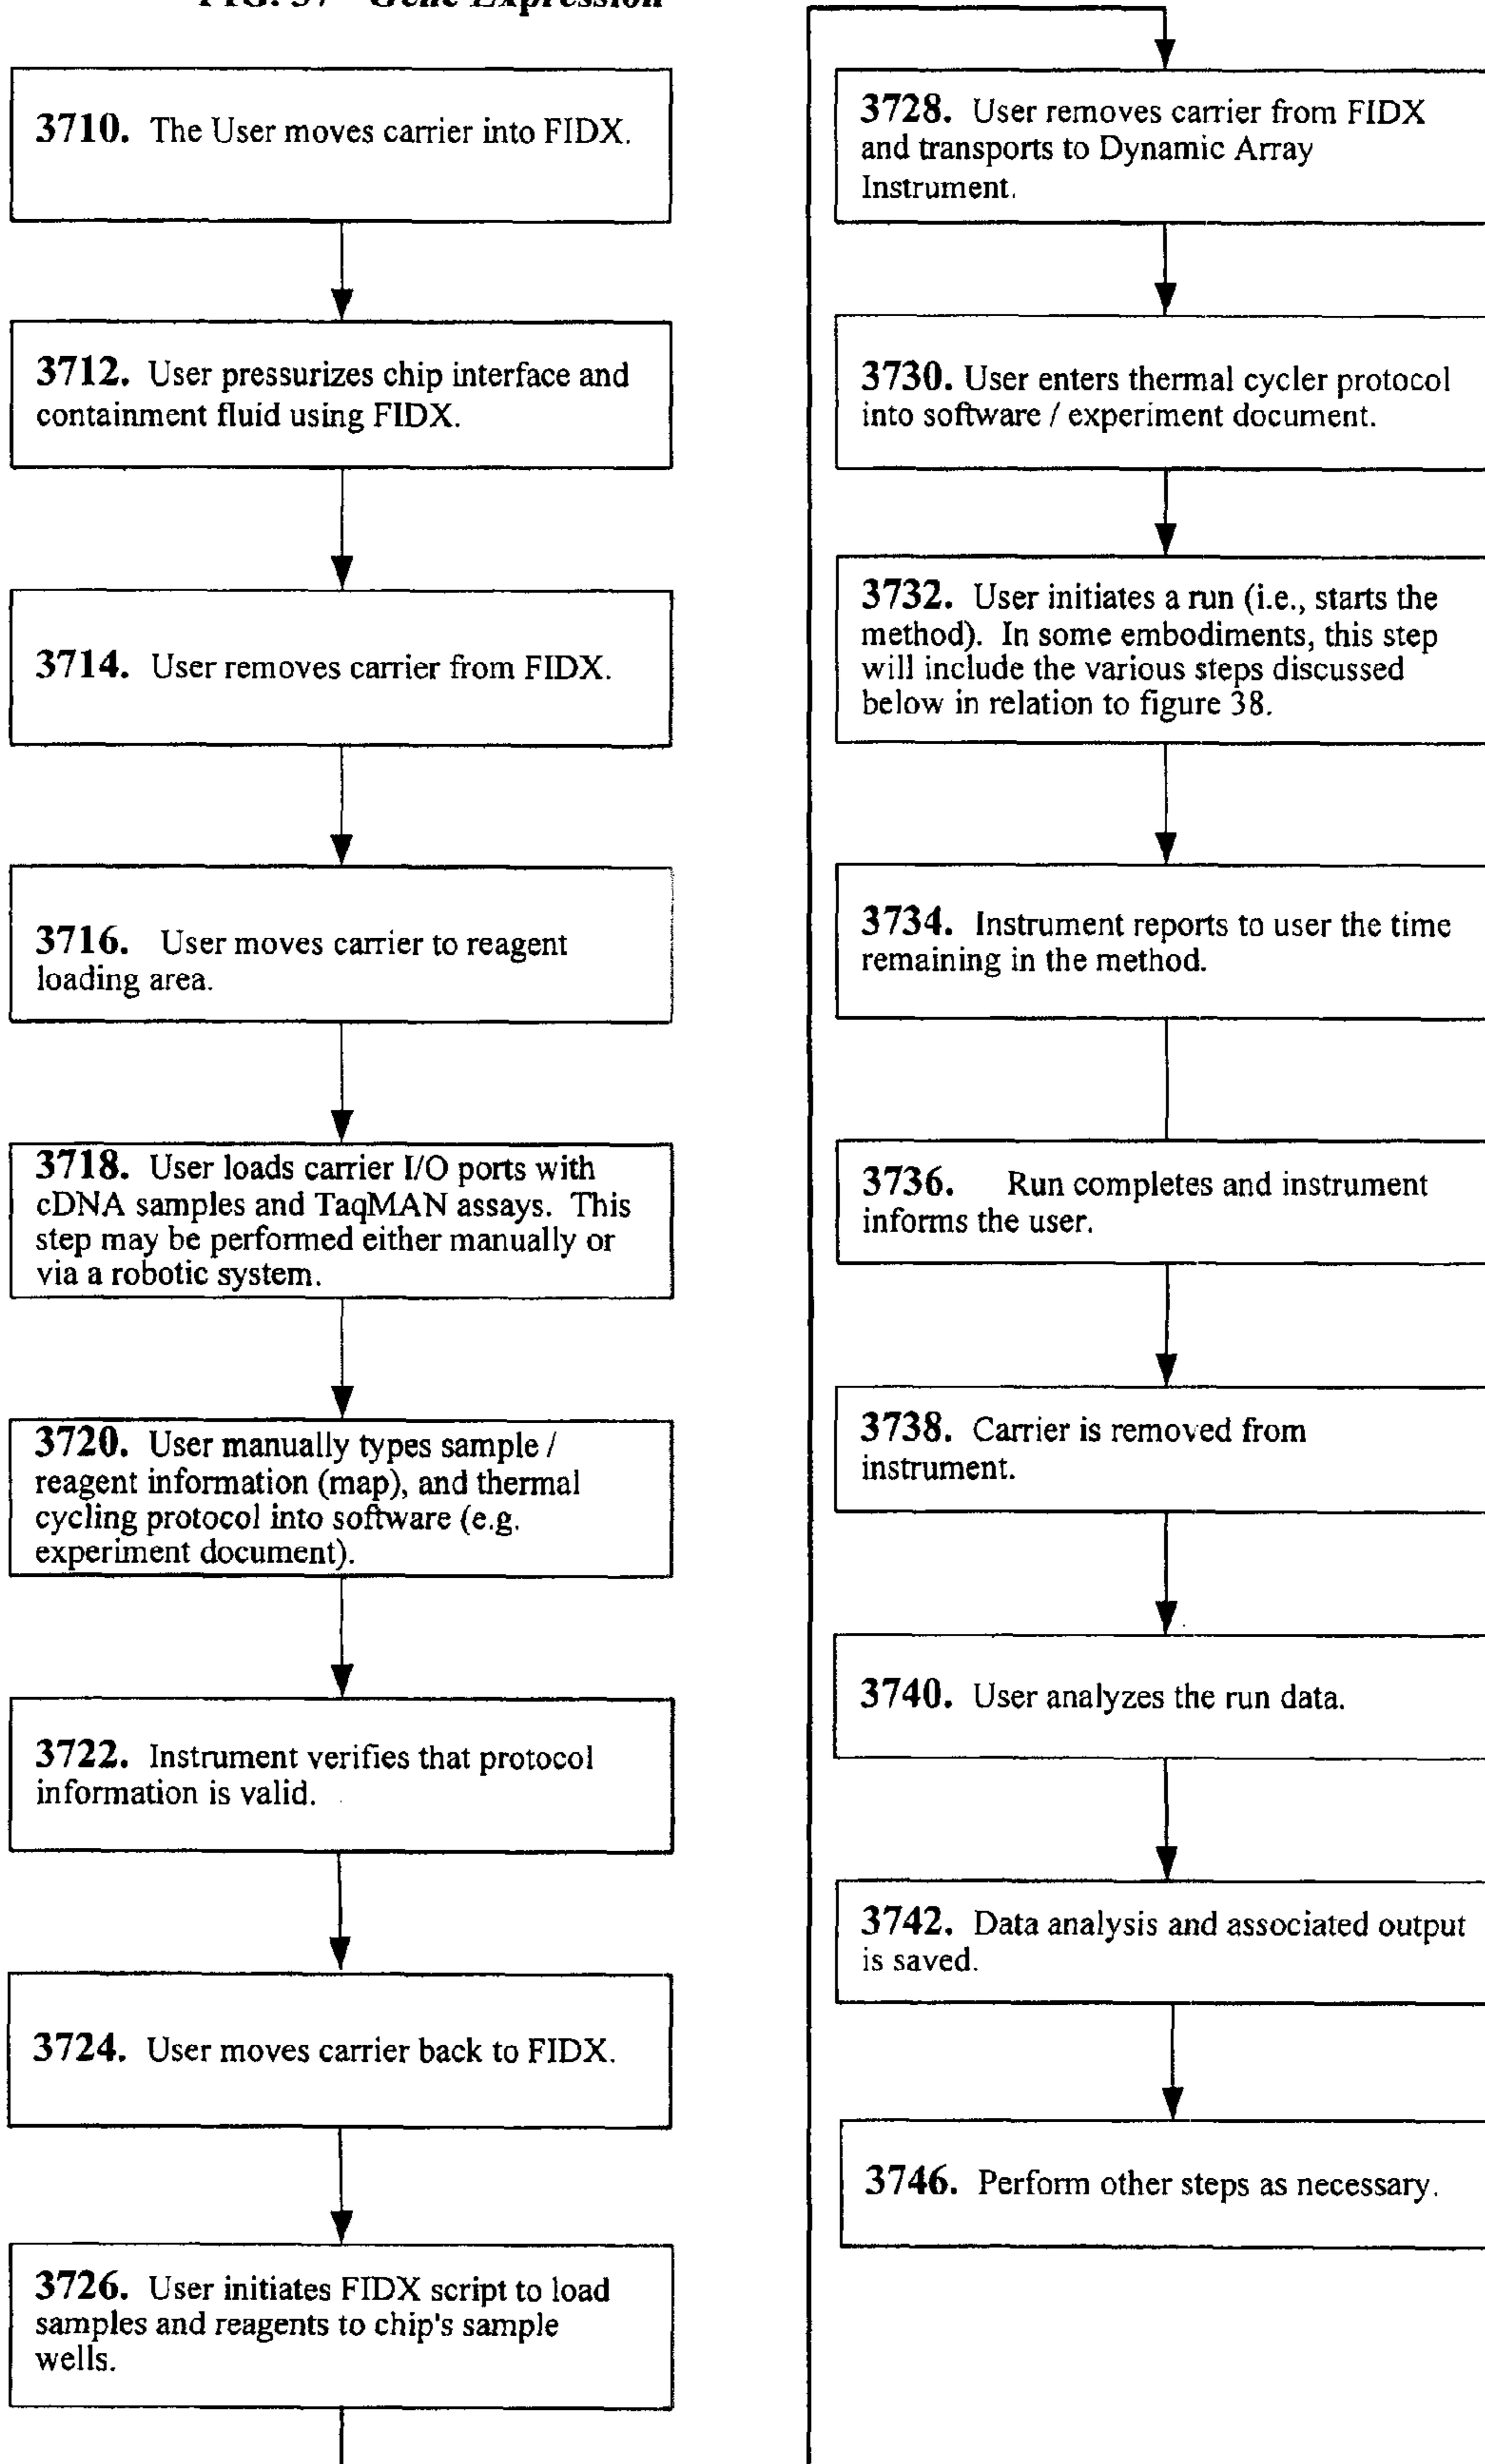 FIG. 37 Gene Expression
3710. The User moves carrier into FIDX.
3712. User pressurizes chip interface and
containment fluid using FIDX.
3714. User removes carrier from FIDX.
3716. User moves carrier to reagent
loading area.
3718. User loads carrier I/O ports with
cDNA samples and TaqMAN assays. This
step may be performed either manually or
via a robotic system.
3720. User manually types sample /
reagent information (map), and thermal
cycling protocol into software (e.g.
experiment document).
3722. Instrument verifies that protocol
information is valid.
3724. User moves carrier back to FIDX.
3726. User initiates FIDX script to load
samples and reagents to chip's sample
wells.
3728. User removes carrier from FIDX
and transports to Dynamic Array
Instrument.
3730. User enters thermal cycler protocol
into software / experiment document.
3732. User initiates a run (i.e., starts the
method). In some embodiments, this step
will include the various steps discussed
below in relation to figure 38.
3734. Instrument reports to user the time
remaining in the method.
3736. Run completes and instrument
informs the user.
3738. Carrier is removed from
instrument.
3740. User analyzes the run data.
3742. Data analysis and associated output
is saved.
3746. Perform other steps as necessary.